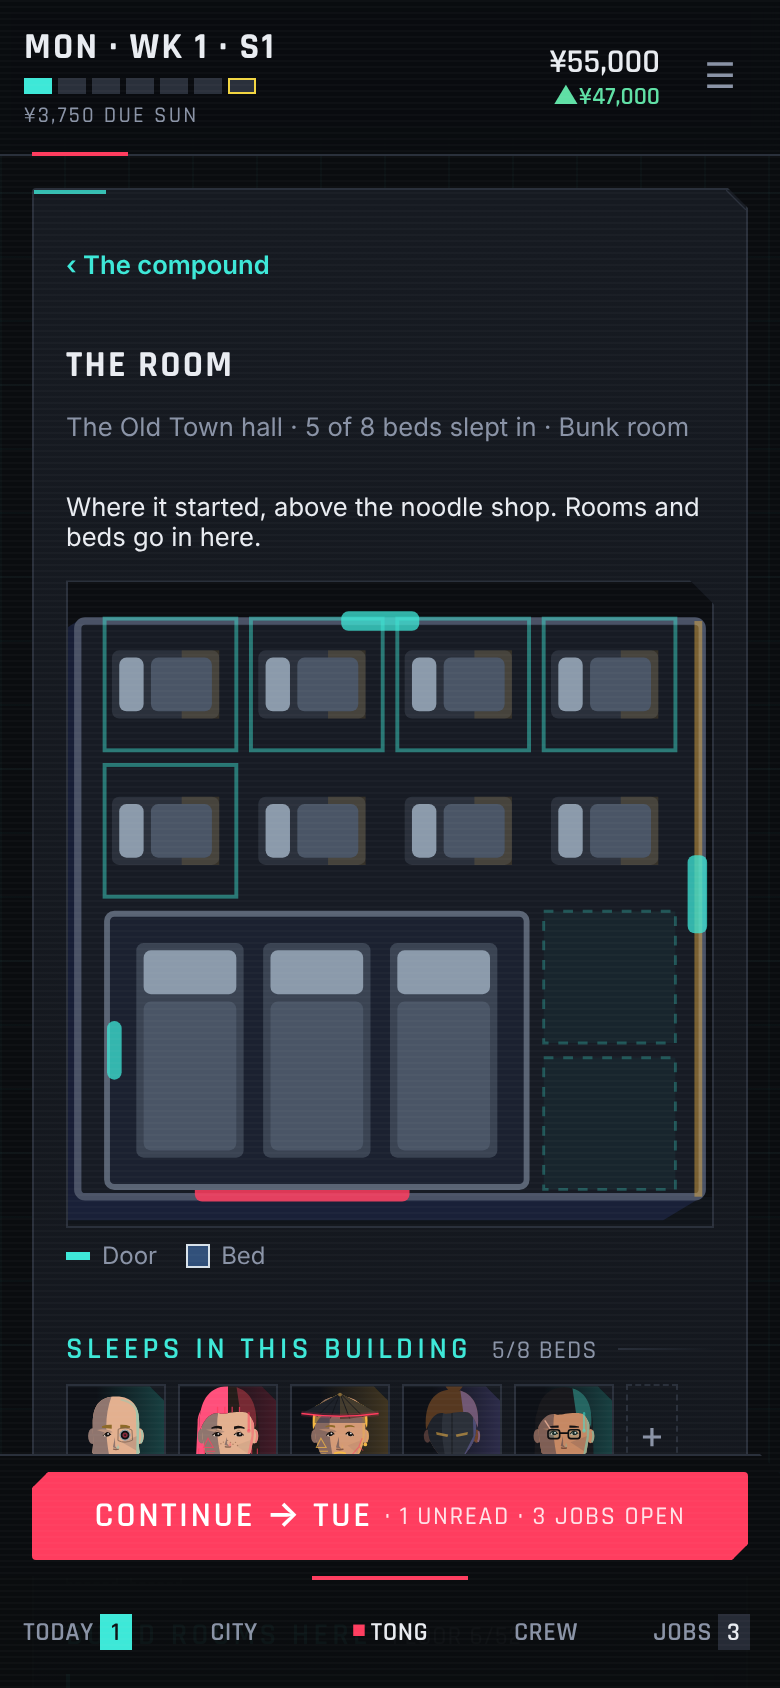 MON · WK 1 · S1
¥55,000
¥3,750 DUE SUN
▲¥47,000
‹ The compound
THE ROOM
The Old Town hall · 5 of 8 beds slept in · Bunk room
Where it started, above the noodle shop. Rooms and
beds go in here.
Door
Bed
SLEEPS IN THIS BUILDING 5/8 BEDS
+
CONTINUE → TUE · 1 UNREAD · 3 JOBS OPEN
TODAY 1 CITY TONG CREW JOBS 3